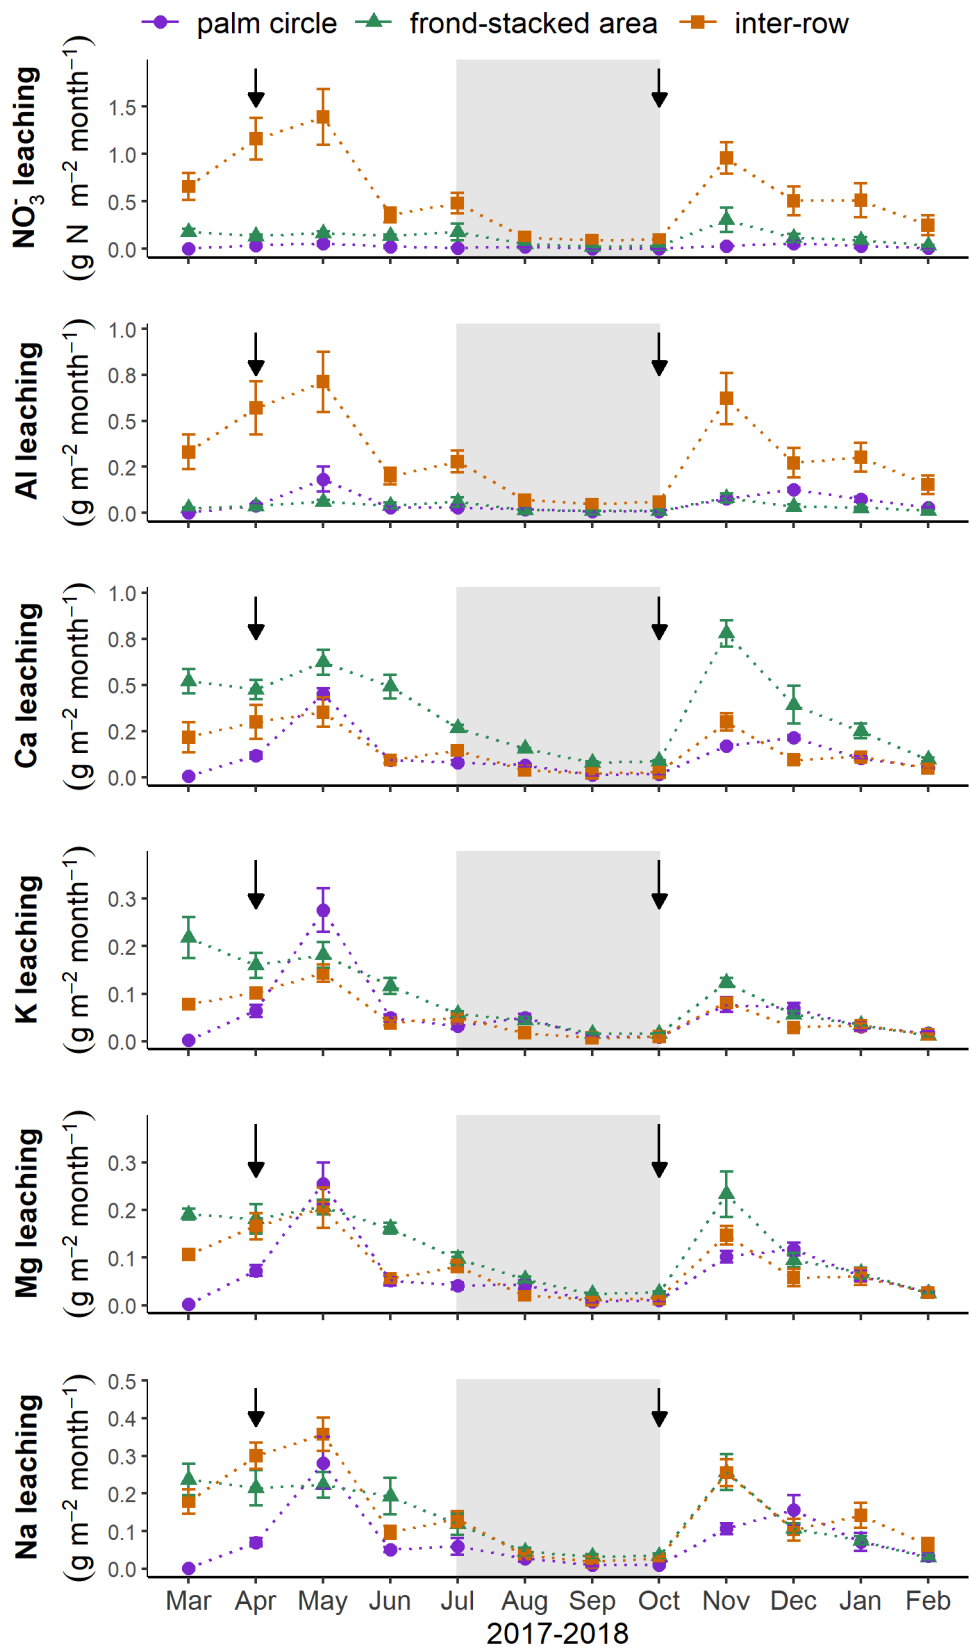 palm circle frond-stacked area inter-row
NO₃⁻ leaching
(g N m⁻² month⁻¹)
1.5
1.0
0.5
0.0
Al leaching
(g m⁻² month⁻¹)
1.0
0.8
0.5
0.2
0.0
Ca leaching
(g m⁻² month⁻¹)
1.0
0.8
0.5
0.2
0.0
K leaching
(g m⁻² month⁻¹)
0.3
0.2
0.1
0.0
Mg leaching
(g m⁻² month⁻¹)
0.3
0.2
0.1
0.0
Na leaching
(g m⁻² month⁻¹)
0.5
0.4
0.3
0.2
0.1
0.0
Mar Apr May Jun Jul Aug Sep Oct Nov Dec Jan Feb
2017-2018